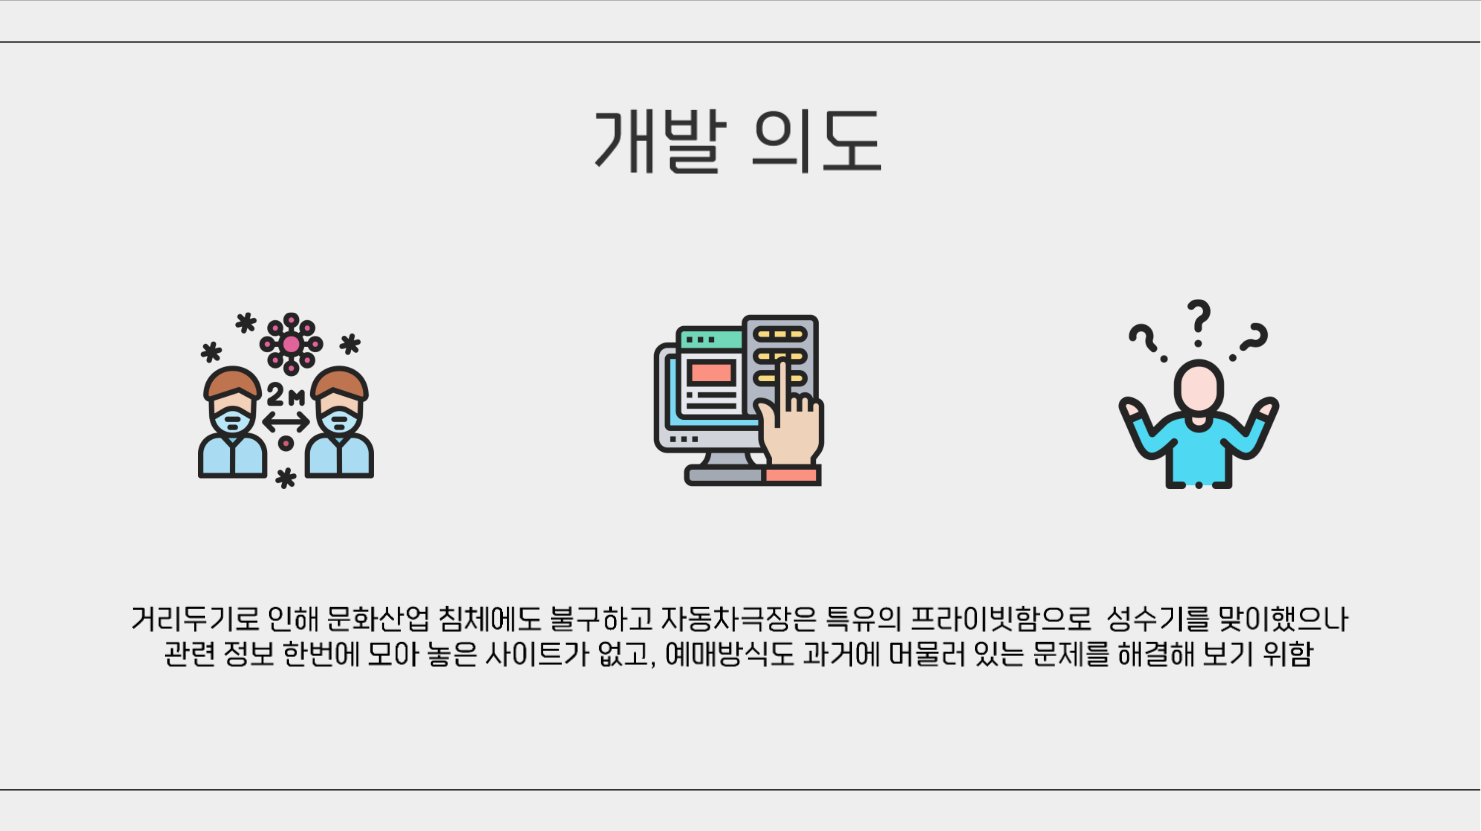 개발 의도
2 M
거리두기로 인해 문화산업 침체에도 불구하고 자동차극장은 특유의 프라이빗함으로 성수기를 맞이했으나
관련 정보 한번에 모아 놓은 사이트가 없고, 예매방식도 과거에 머물러 있는 문제를 해결해 보기 위함